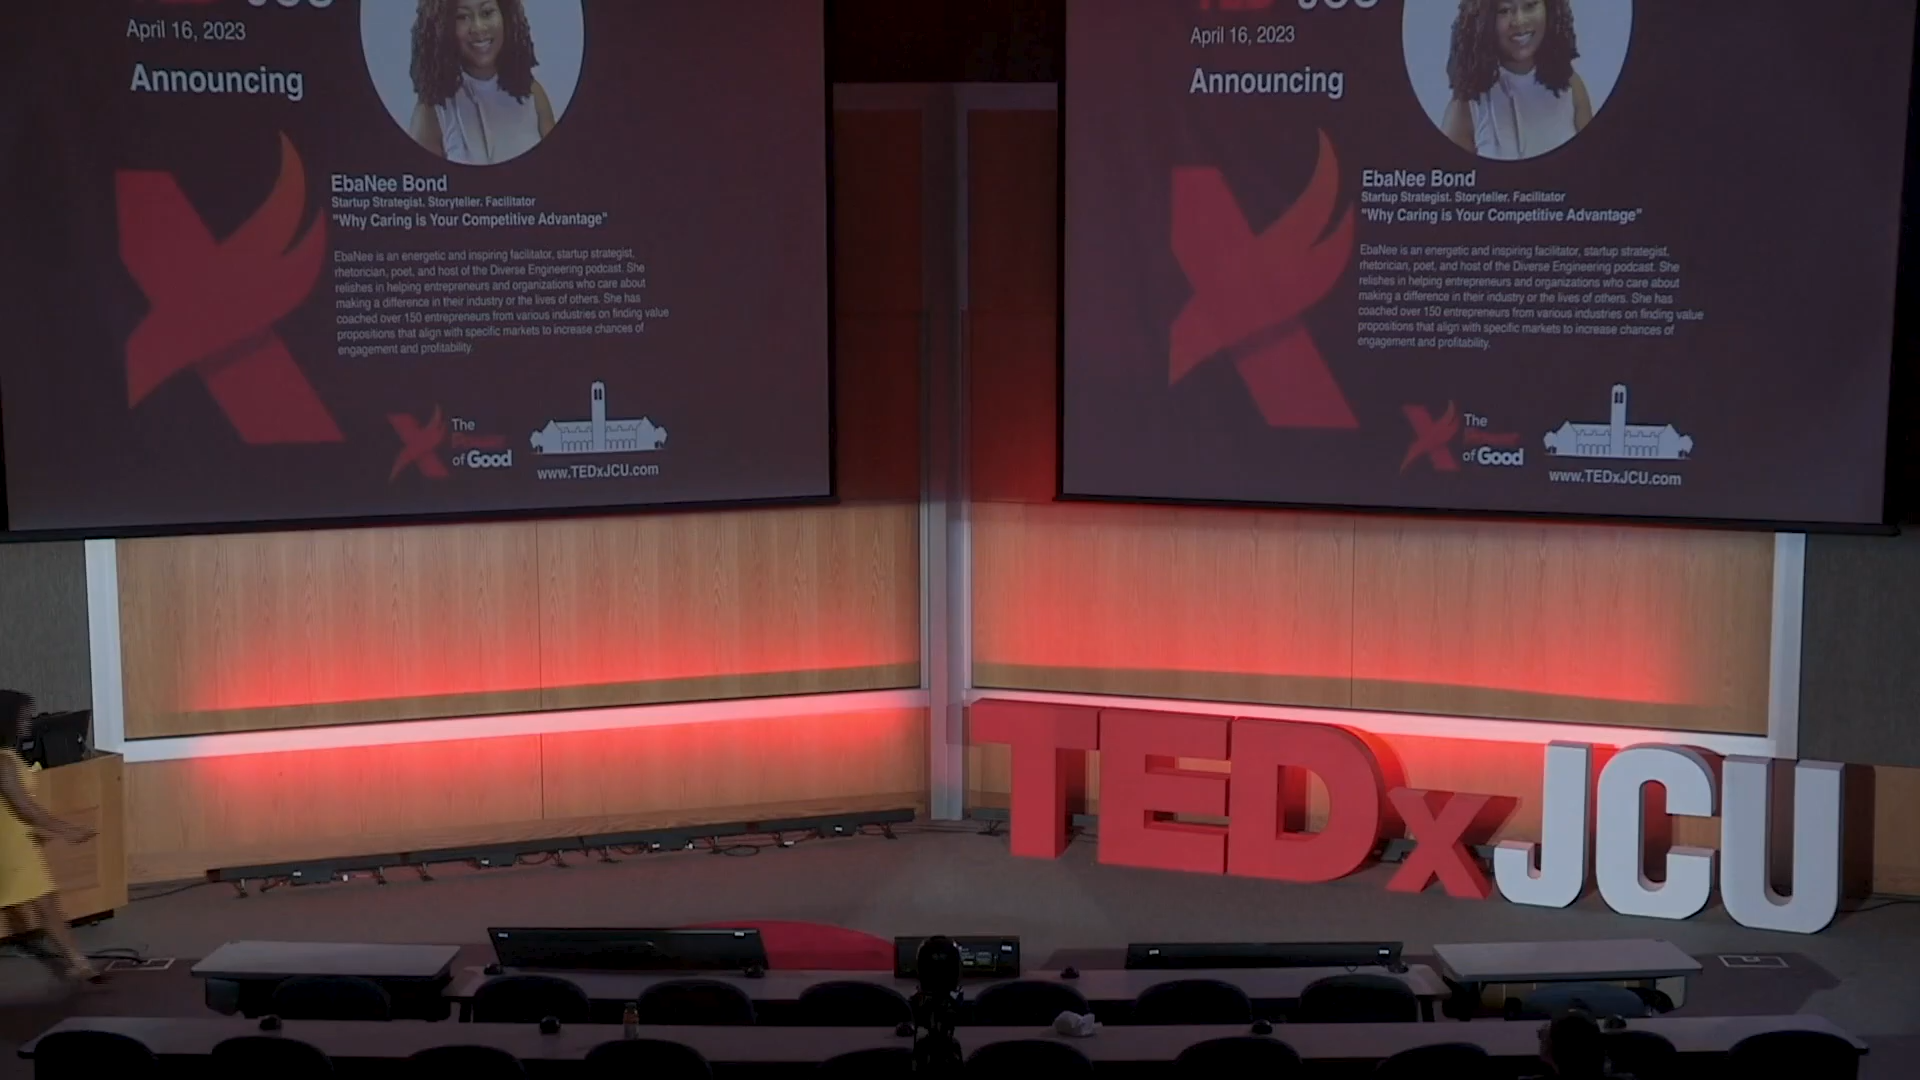 TEDxJCU
April 16, 2023
Announcing
EbaNee Bond
Startup Strategist. Storyteller. Facilitator
"Why Caring is Your Competitive Advantage"
EbaNee is an energetic and inspiring facilitator, startup strategist,
rhetorician, poet, and host of the Diverse Engineering podcast. She
relishes in helping entrepreneurs and organizations who care about
making a difference in their industry or the lives of others. She has
coached over 150 entrepreneurs from various industries on finding value
propositions that align with specific markets to increase chances of
engagement and profitability.
The
of Good
www.TEDxJCU.com
TEDxJCU
April 16, 2023
Announcing
EbaNee Bond
Startup Strategist. Storyteller. Facilitator
"Why Caring is Your Competitive Advantage"
EbaNee is an energetic and inspiring facilitator, startup strategist,
rhetorician, poet, and host of the Diverse Engineering podcast. She
relishes in helping entrepreneurs and organizations who care about
making a difference in their industry or the lives of others. She has
coached over 150 entrepreneurs from various industries on finding value
propositions that align with specific markets to increase chances of
engagement and profitability.
The
of Good
www.TEDxJCU.com
TEDxJCU